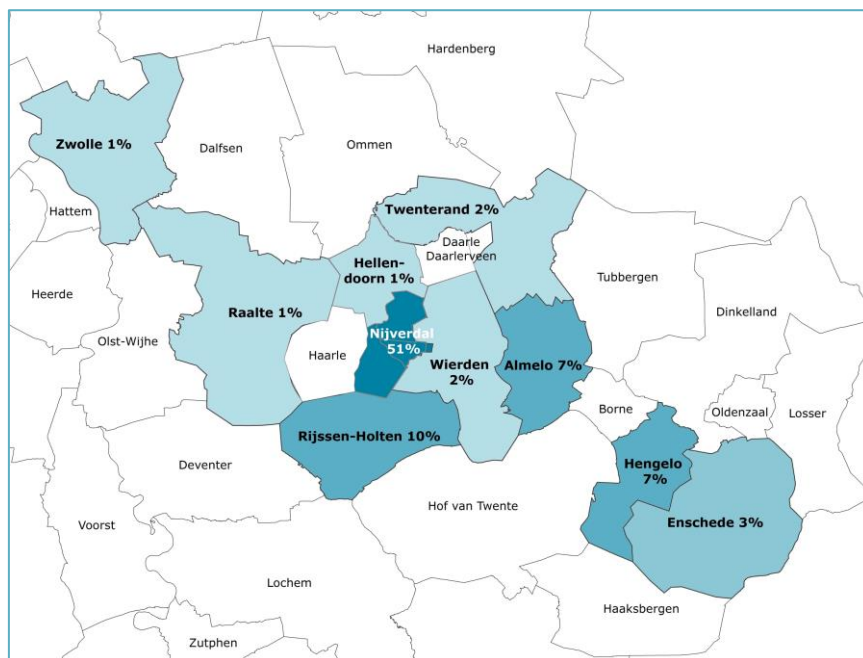 Hardenberg
Zwolle 1%
Dalfsen
Ommen
Hattem
Twenterand 2%
Daarle
Daarlerveen
Hellen-
doorn 1%
Tubbergen
Heerde
Dinkelland
Raalte 1%
Olst-Wijhe
Nijverdal
51%
Haarle
Wierden
2%
Almelo 7%
Borne
Oldenzaal
Losser
Rijssen-Holten 10%
Deventer
Hengelo
7%
Hof van Twente
Voorst
Enschede 3%
Lochem
Haaksbergen
Zutphen